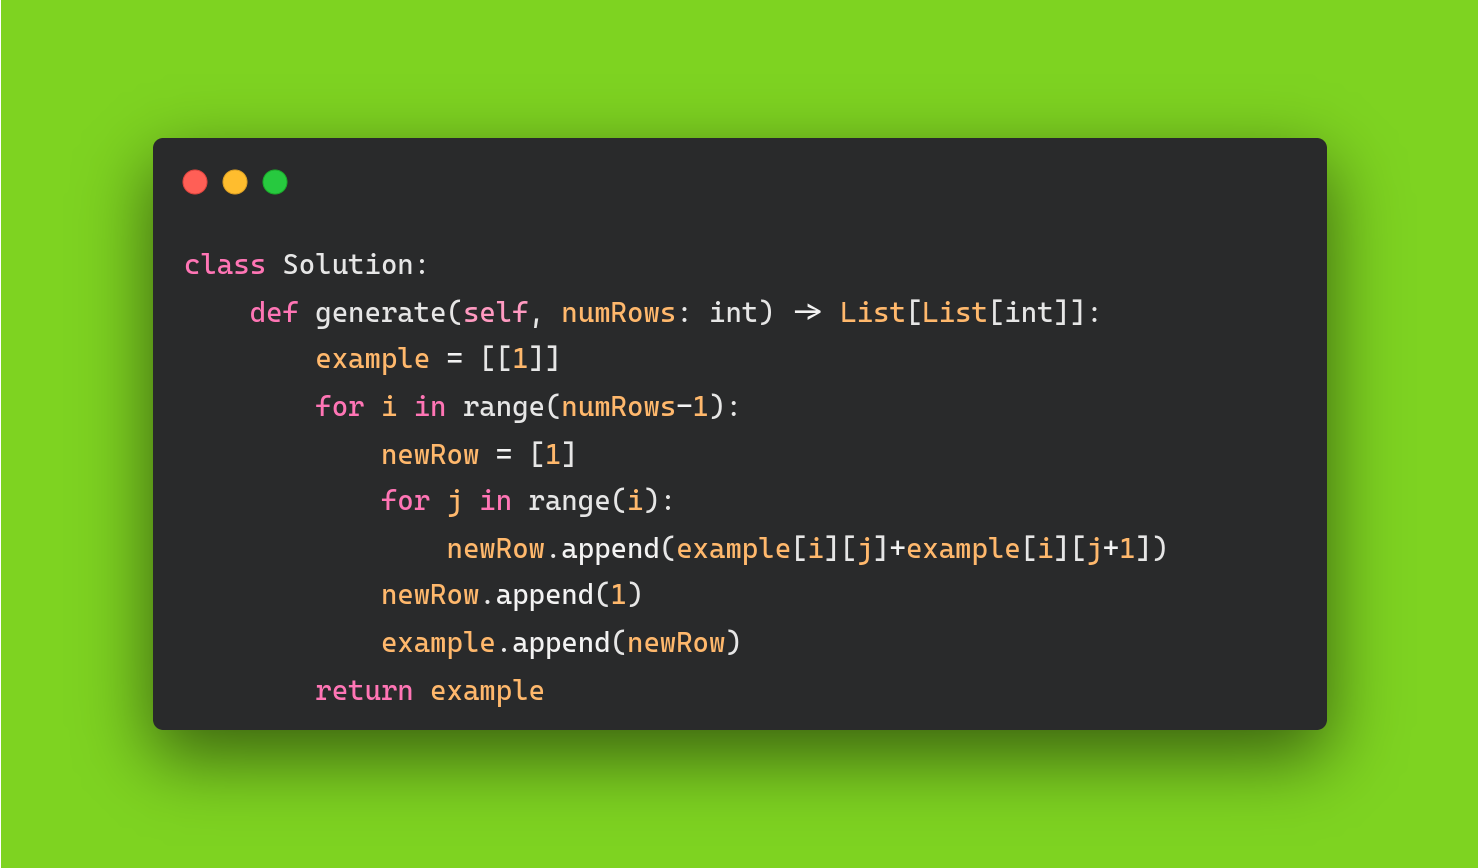 class Solution:
    def generate(self, numRows: int) -> List[List[int]]:
        example = [[1]]
        for i in range(numRows-1):
            newRow = [1]
            for j in range(i):
                newRow.append(example[i][j]+example[i][j+1])
            newRow.append(1)
            example.append(newRow)
        return example